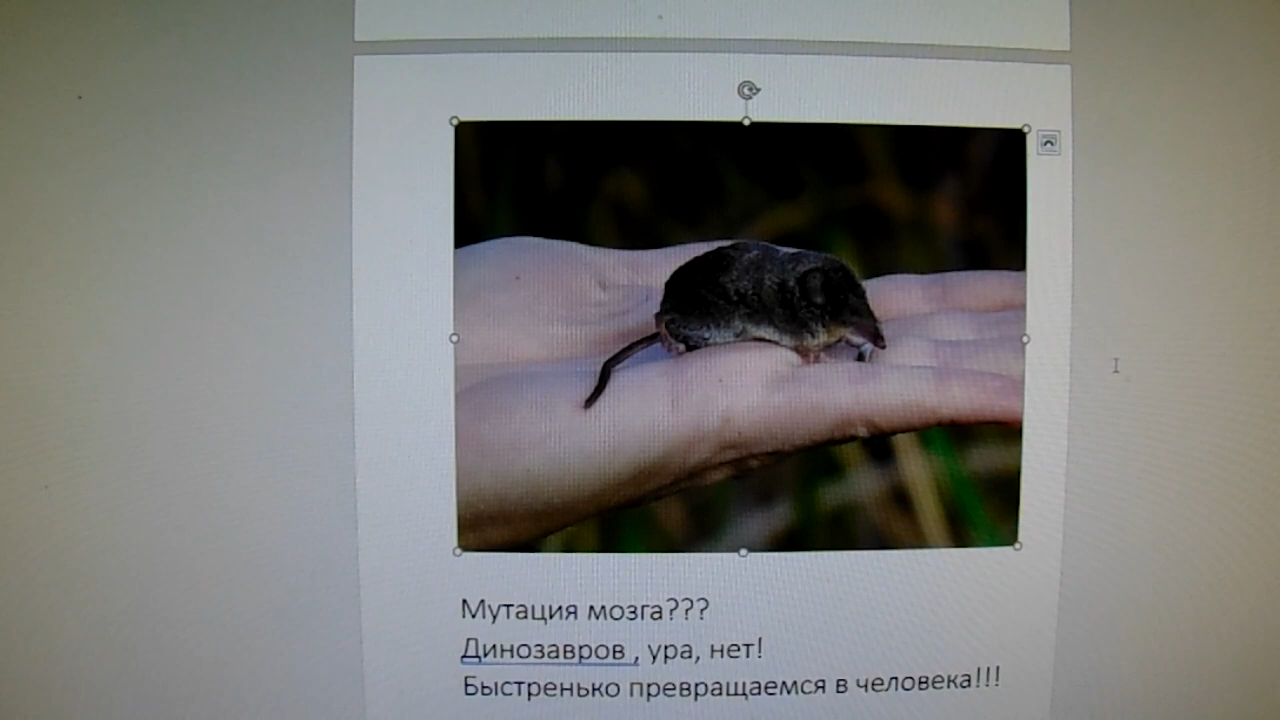 Мутация мозга???
Динозавров , ура, нет!
Быстренько превращаемся в человека!!!